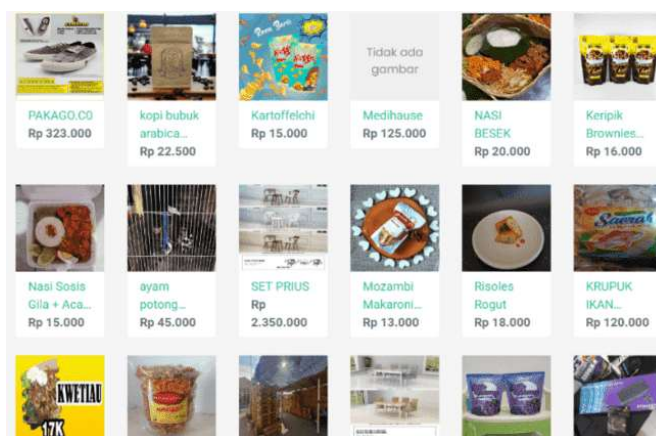 Tidak ada
gambar
PAKAGO.CO
Rp 323.000
kopi bubuk
arabica...
Rp 22.500
Kartoffelchi
Rp 15.000
Medihause
Rp 125.000
NASI
BESEK
Rp 20.000
Keripik
Brownies...
Rp 16.000
Saerah
Nasi Sosis
Gila + Aca...
Rp 15.000
ayam
potong...
Rp 45.000
SET PRIUS
Rp
2.350.000
Mozambi
Makaroni...
Rp 13.000
Risoles
Rogut
Rp 18.000
KRUPUK
IKAN...
Rp 120.000
KWETIAU
17K